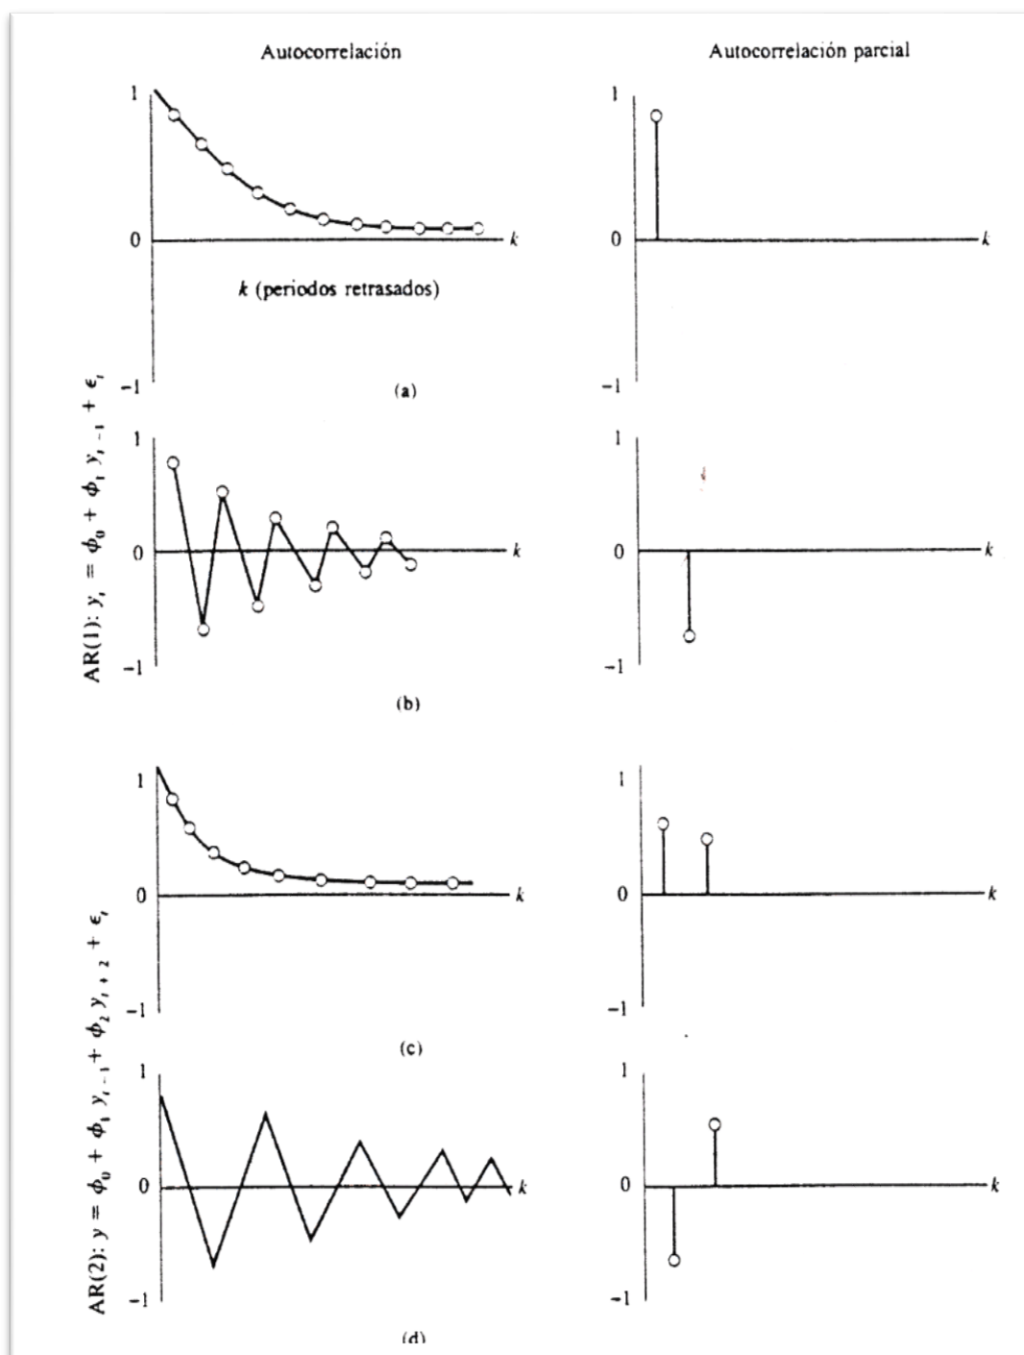 Autocorrelación
Autocorrelación parcial
1
0
k
k (periodos retrasados)
−1
(a)
1
0
k
−1
AR(1): y_t = ϕ_0 + ϕ_1 y_{t−1} + ϵ_t
1
0
k
−1
(b)
1
0
k
−1
AR(2): y = ϕ_0 + ϕ_1 y_{t−1} + ϕ_2 y_{t+2} + ϵ_t
1
0
k
−1
(c)
1
0
k
−1
1
0
k
−1
(d)
1
0
k
−1